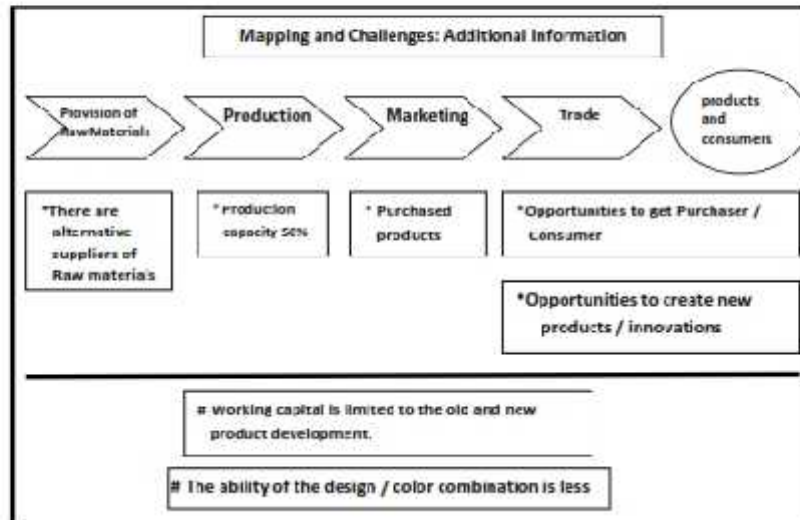 Mapping and Challenges: Additional Information
Provision of
Raw Materials
Production
Marketing
Trade
products
and
consumers
*There are
alternative
suppliers of
Raw materials
* Production
capacity 50%
* Purchased
products
*Opportunities to get Purchaser /
Consumer
*Opportunities to create new
products / innovations
# Working capital is limited to the old and new
product development.
# The ability of the design / color combination is less